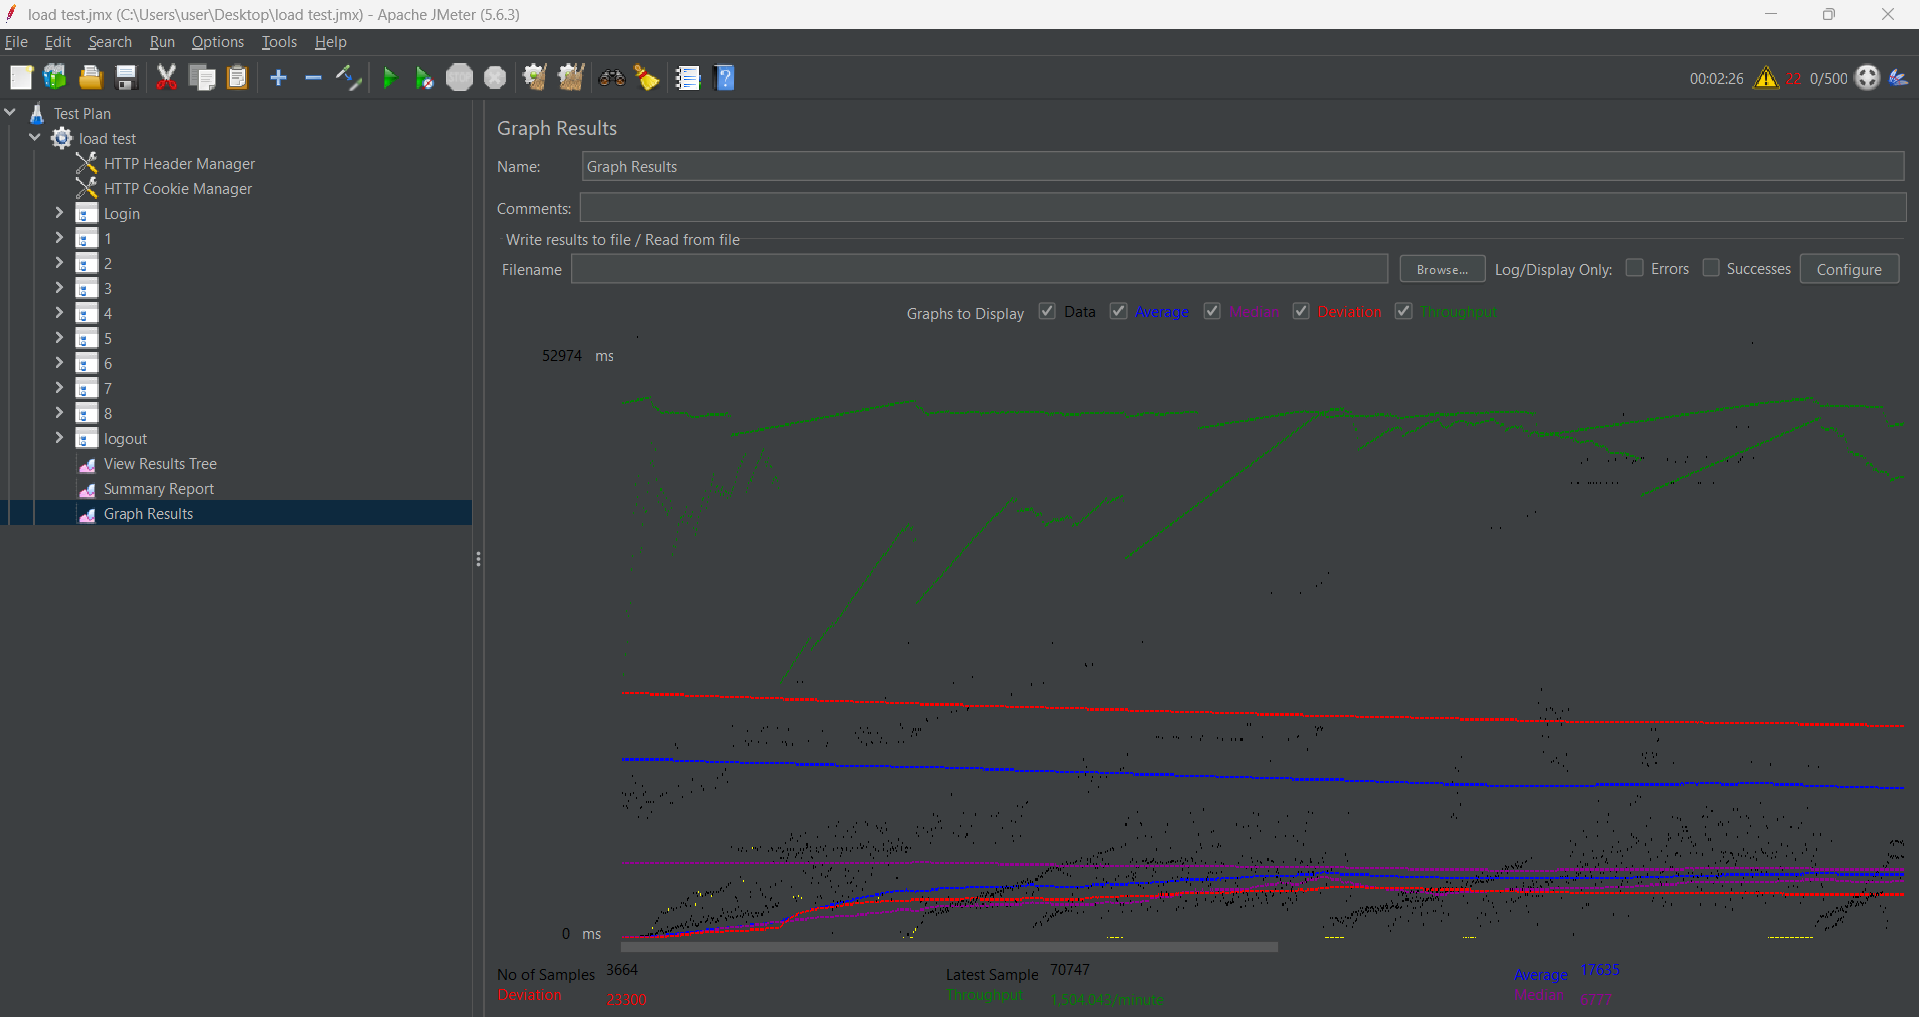 load test.jmx (C:\Users\user\Desktop\load test.jmx) - Apache JMeter (5.6.3)
File Edit Search Run Options Tools Help
STOP 00:02:26 22 0/500
Test Plan
load test
HTTP Header Manager
HTTP Cookie Manager
Login
1
2
3
4
5
6
7
8
logout
View Results Tree
Summary Report
Graph Results
Graph Results
Name: Graph Results
Comments:
Write results to file / Read from file
Filename Browse... Log/Display Only: Errors Successes Configure
Graphs to Display Data Average Median Deviation Throughput
52974 ms
0 ms
No of Samples 3664 Latest Sample 70747 Average 17635
Deviation 23300 Throughput 1,504.043/minute Median 6777